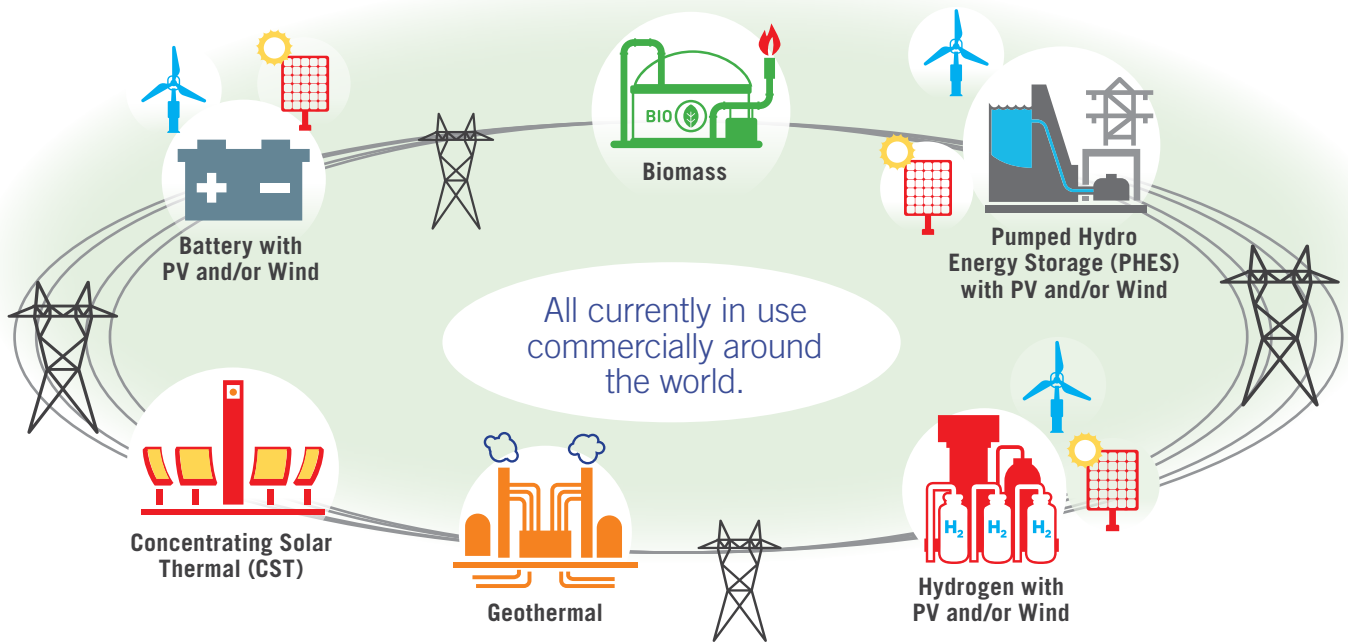 BIO
Biomass
Battery with
PV and/or Wind
+ −
Pumped Hydro
Energy Storage (PHES)
with PV and/or Wind
All currently in use
commercially around
the world.
Concentrating Solar
Thermal (CST)
Geothermal
H₂ H₂ H₂
Hydrogen with
PV and/or Wind